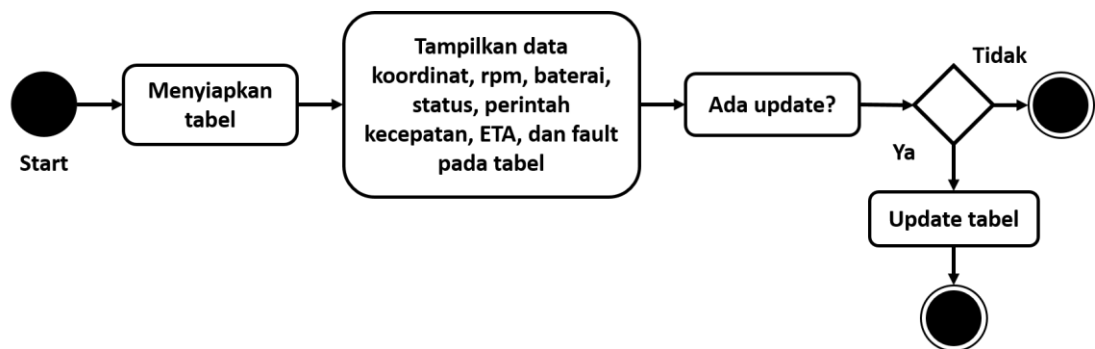 Start
Menyiapkan
tabel
Tampilkan data
koordinat, rpm, baterai,
status, perintah
kecepatan, ETA, dan fault
pada tabel
Ada update?
Tidak
Ya
Update tabel